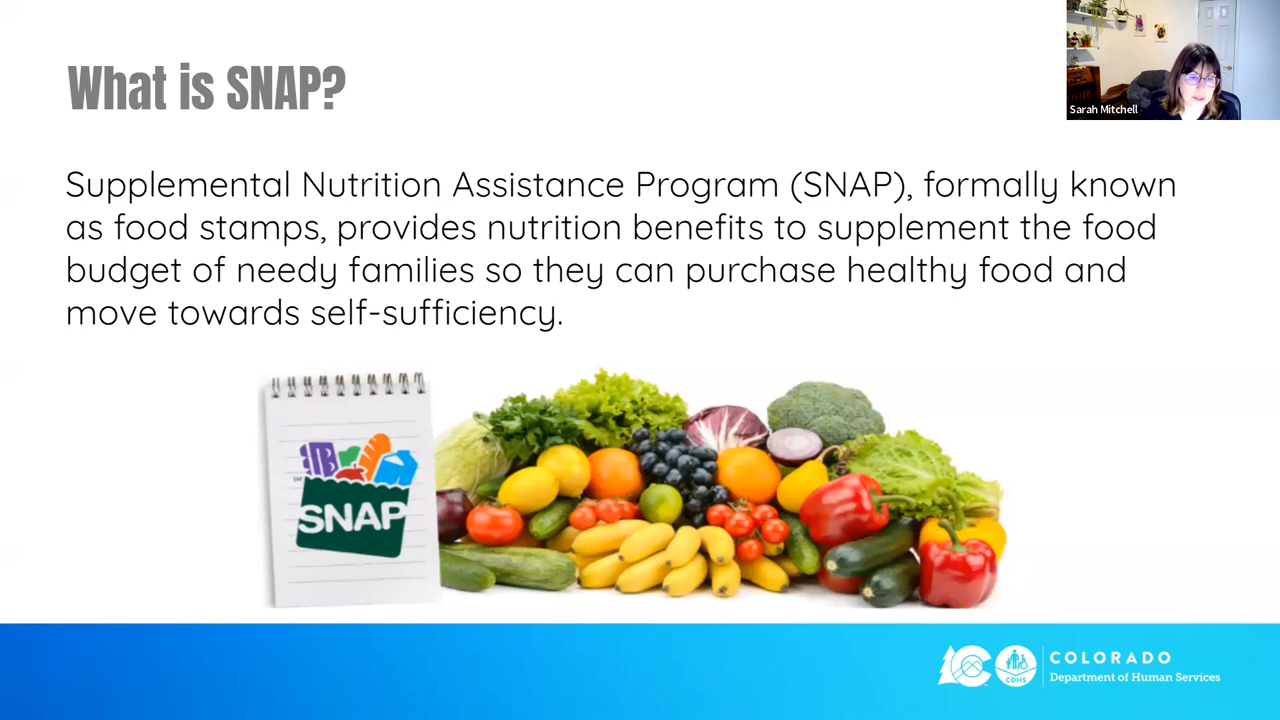 What is SNAP?
Sarah Mitchell
Supplemental Nutrition Assistance Program (SNAP), formally known
as food stamps, provides nutrition benefits to supplement the food
budget of needy families so they can purchase healthy food and
move towards self-sufficiency.
SNAP
CDHS
COLORADO
Department of Human Services